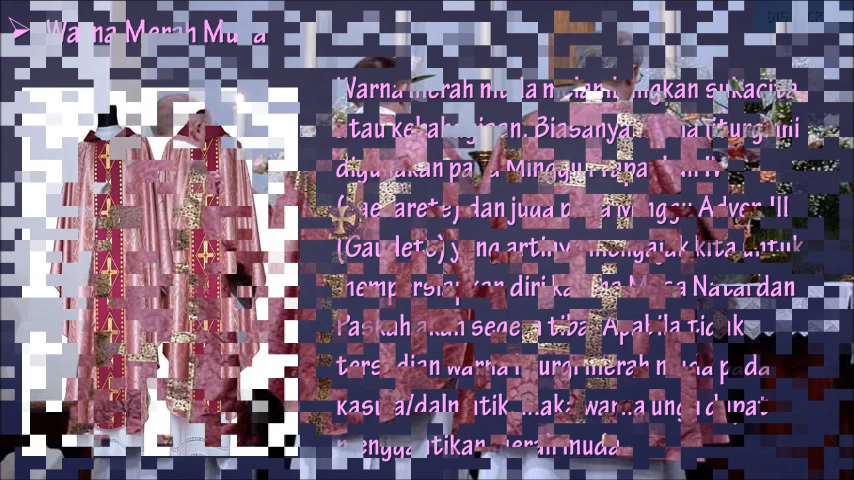 Warna Merah Muda
Warna merah muda melambangkan sukacita
atau kebahagiaan. Biasanya warna liturgi ini
digunakan pada Minggu Prapaskah IV
(Laetare) dan juga pada Minggu Adven III
(Gaudete) yang artinya mengajak kita untuk
mempersiapkan diri karena Masa Natal dan
Paskah akan segera tiba. Apabila tidak
tersedian warna liturgi merah muda pada
kasula/dalmatik, maka warna ungu dapat
menggantikan merah muda